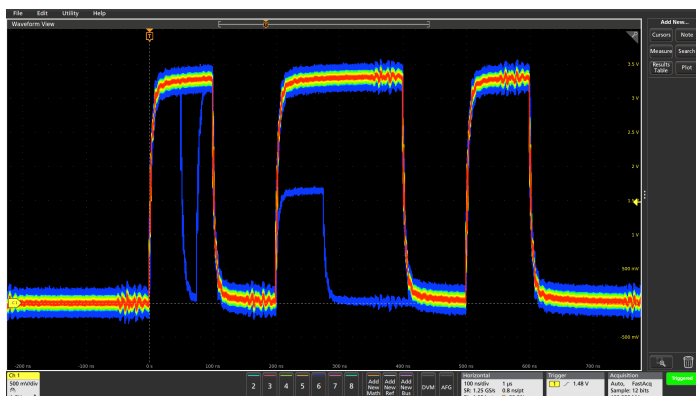 File Edit Utility Help
Add New...
Waveform View
Cursors Note
Measure Search
Results Table Plot
T
3.5 V
3 V
2.5 V
2 V
1 V
500 mV
-500 mV
-200 ns -100 ns 0 s 100 ns 200 ns 300 ns 400 ns 500 ns 600 ns 700 ns
Ch 1
500 mV/div
2 3 4 5 6 7 8
Add New Math
Add New Ref
Add New Bus
DVM AFG
Horizontal
100 ns/div 1 µs
SR: 1.25 GS/s 0.8 ns/pt
Trigger
1 1.48 V
Acquisition
Auto, FastAcq
Sample: 12 bits
Triggered